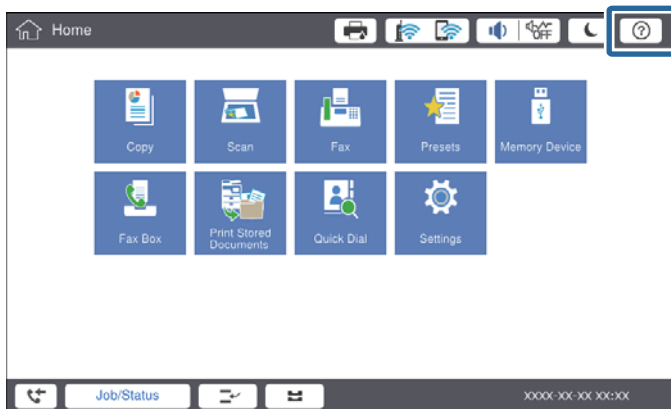 Home
OFF
?
Copy
Scan
Fax
Presets
Memory Device
Fax Box
Print Stored
Documents
Quick Dial
Settings
Job/Status
XXXX-XX-XX XX:XX